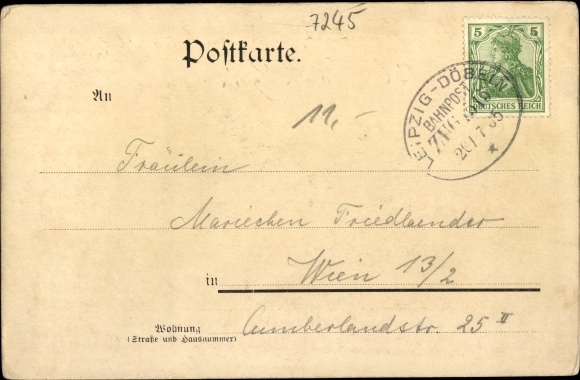 7245
Postkarte.
5 5
DEUTSCHES REICH
LEIPZIG-DÖBELN
BAHNPOST
ZUG
An
11,-
Fräulein
Mariechen Friedlaender
in Wien 13/2
Wohnung
(Straße und Hausnummer)
Cumberlandstr. 25 II